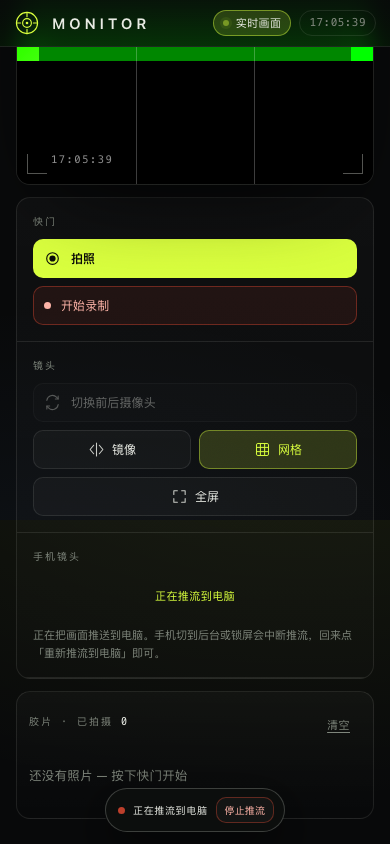 MONITOR
实时画面
17:05:39
17:05:39
快门
拍照
开始录制
镜头
切换前后摄像头
镜像
网格
全屏
手机镜头
正在推流到电脑
正在把画面推送到电脑。手机切到后台或锁屏会中断推流，回来点
「重新推流到电脑」即可。
胶片 · 已拍摄 0
清空
还没有照片 — 按下快门开始
正在推流到电脑
停止推流